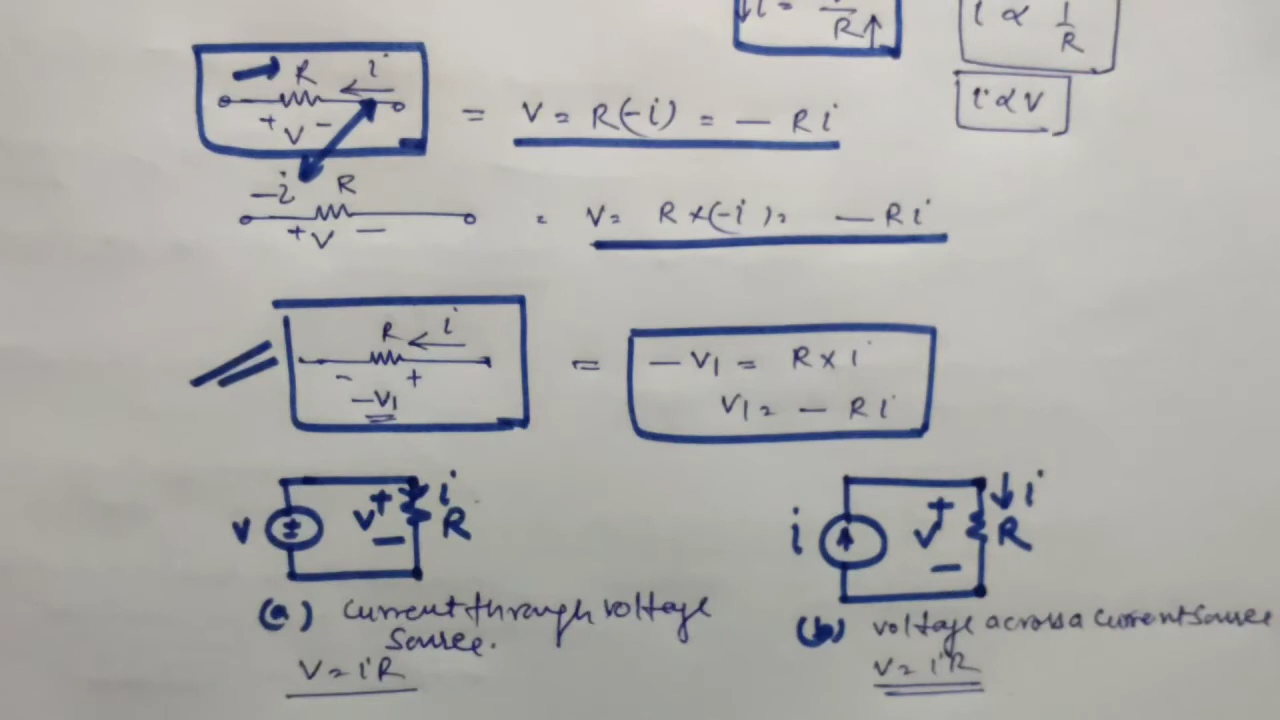 i = R
i ∝ 1/R
i ∝ V
R i
+ V -
= V = R(-i) = - Ri
-i R
+ V -
= V = R×(-i) = - Ri
R i
- +
-V1
= -V1 = R×i
V1 = - Ri
V V + - i R
i V + - i R
(a) Current through voltage source.
V = iR
(b) voltage across a current source
V = iR